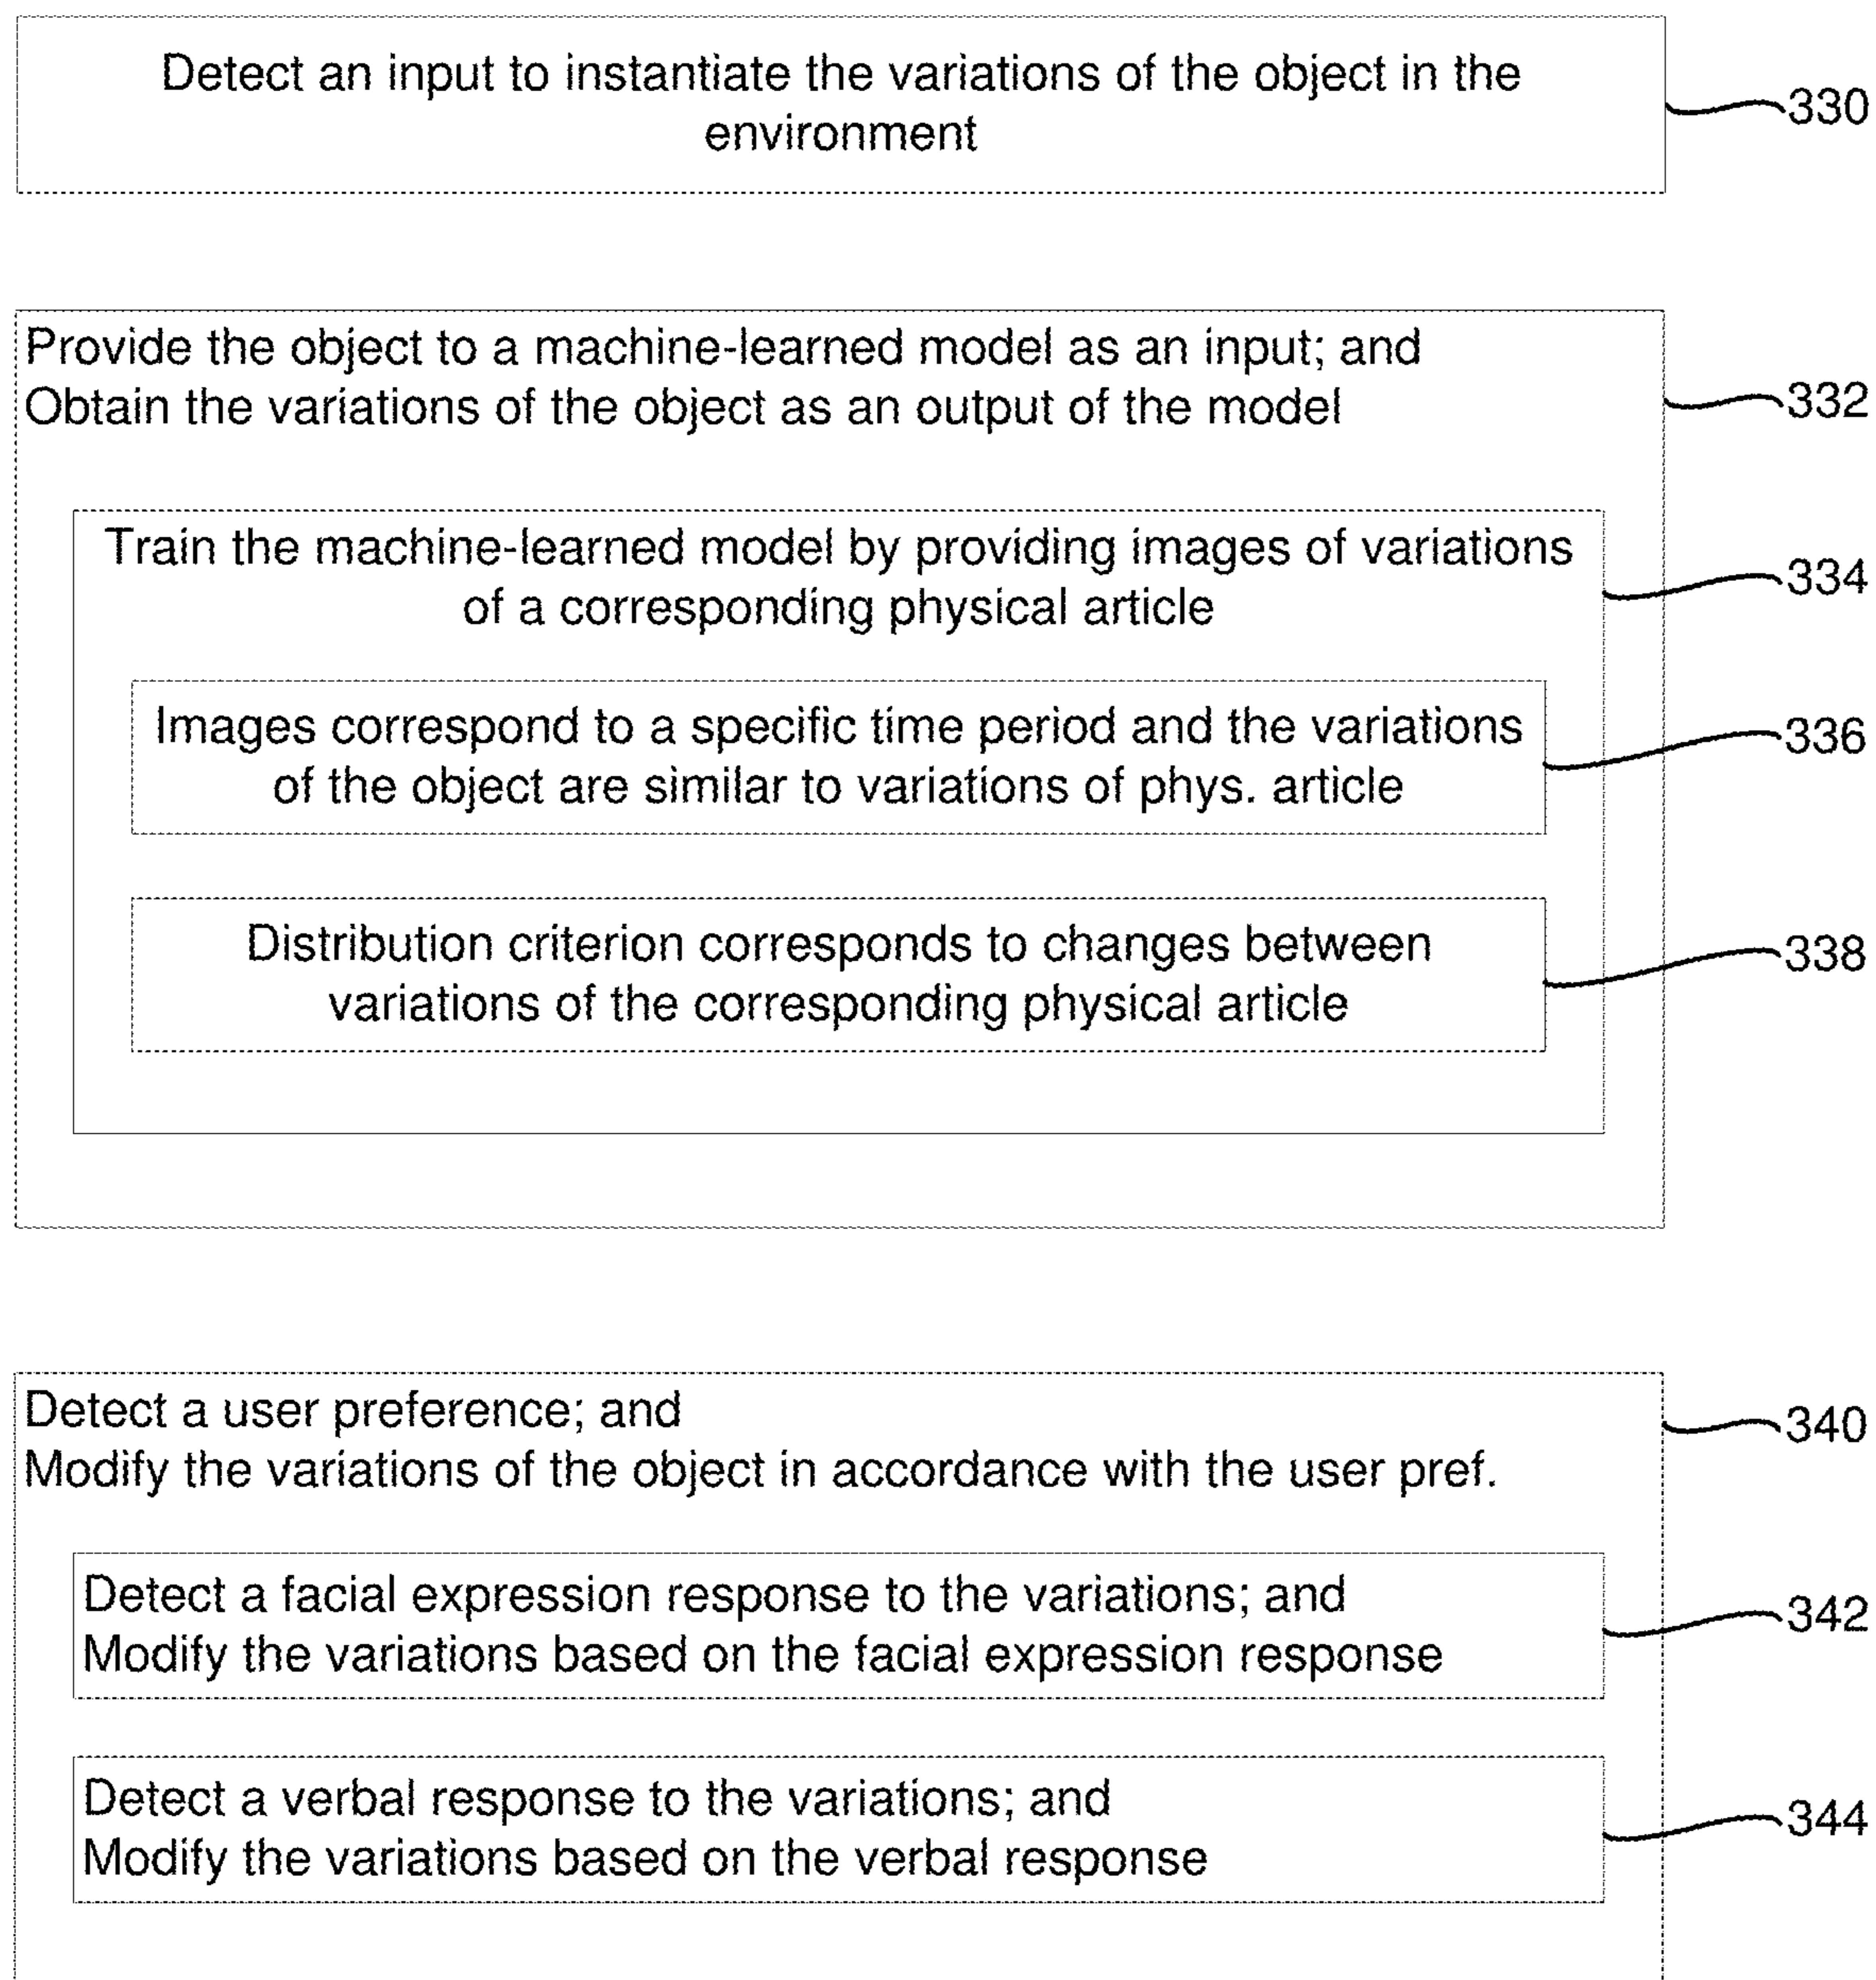 Detect an input to instantiate the variations of the object in the
environment
330
Provide the object to a machine-learned model as an input; and
Obtain the variations of the object as an output of the model
332
Train the machine-learned model by providing images of variations
of a corresponding physical article
334
Images correspond to a specific time period and the variations
of the object are similar to variations of phys. article
336
Distribution criterion corresponds to changes between
variations of the corresponding physical article
338
Detect a user preference; and
Modify the variations of the object in accordance with the user pref.
340
Detect a facial expression response to the variations; and
Modify the variations based on the facial expression response
342
Detect a verbal response to the variations; and
Modify the variations based on the verbal response
344